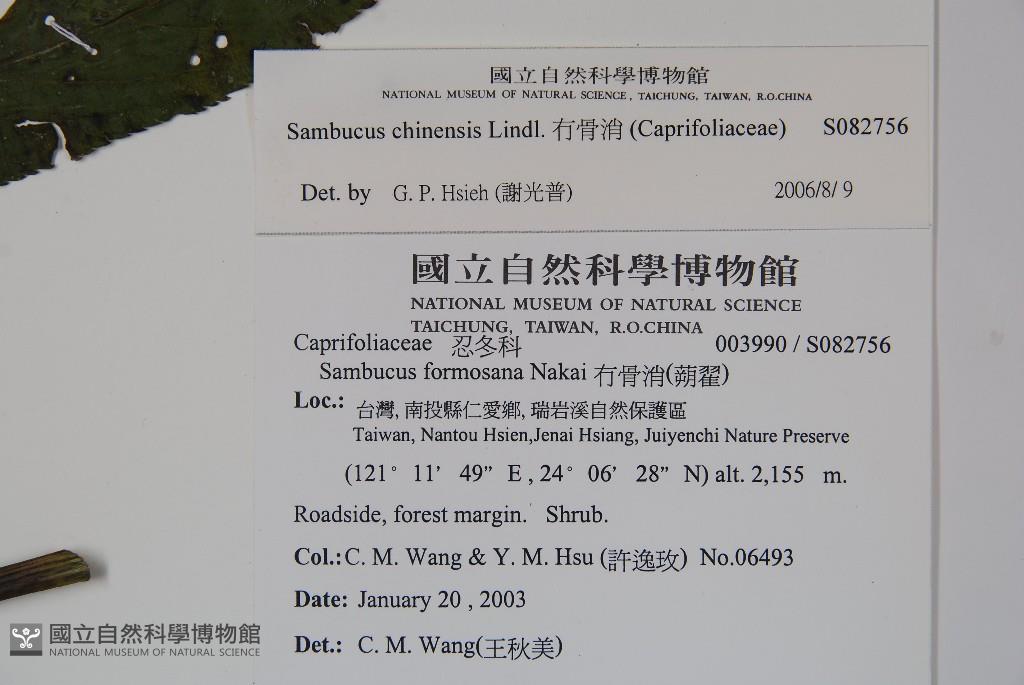 國立自然科學博物館
NATIONAL MUSEUM OF NATURAL SCIENCE, TAICHUNG, TAIWAN, R.O.CHINA
Sambucus chinensis Lindl. 冇骨消 (Caprifoliaceae) S082756
Det. by G. P. Hsieh (謝光普) 2006/8/ 9
國立自然科學博物館
NATIONAL MUSEUM OF NATURAL SCIENCE
TAICHUNG, TAIWAN, R.O.CHINA
Caprifoliaceae 忍冬科 003990 / S082756
Sambucus formosana Nakai 冇骨消(蒴翟)
Loc.: 台灣, 南投縣仁愛鄉, 瑞岩溪自然保護區
Taiwan, Nantou Hsien,Jenai Hsiang, Juiyenchi Nature Preserve
(121° 11′ 49″ E , 24° 06′ 28″ N) alt. 2,155 m.
Roadside, forest margin. Shrub.
Col.: C. M. Wang & Y. M. Hsu (許逸玫) No.06493
Date: January 20 , 2003
Det.: C. M. Wang(王秋美)
國立自然科學博物館
NATIONAL MUSEUM OF NATURAL SCIENCE